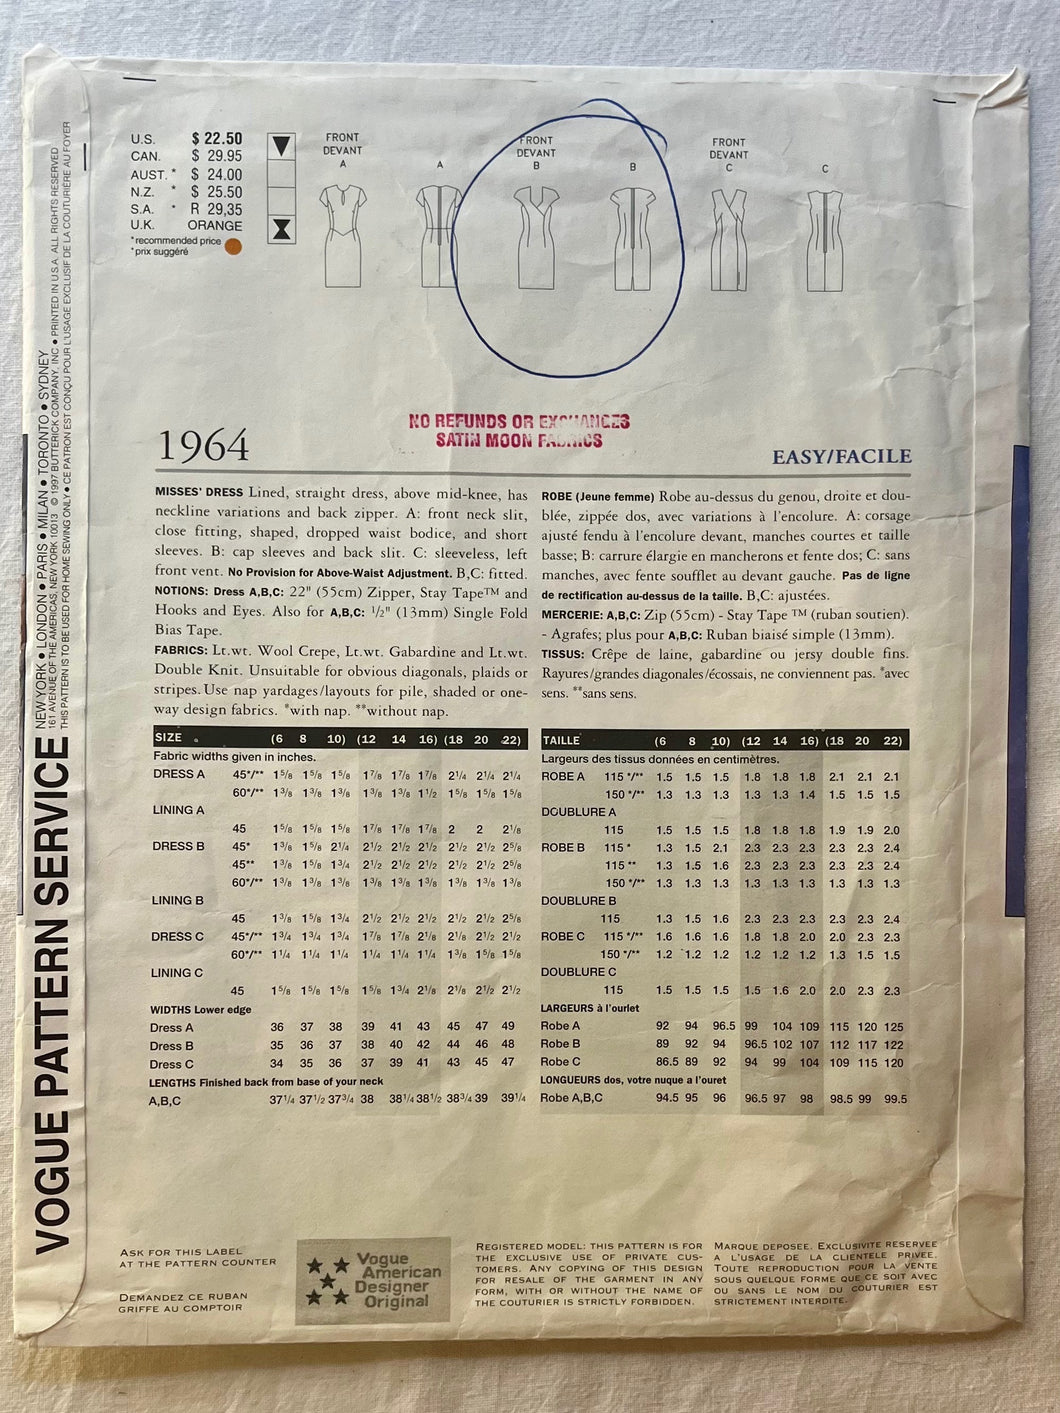 U.S. $ 22.50
CAN. $ 29.95
AUST. * $ 24.00
N.Z. * $ 25.50
S.A. * R 29,35
U.K. ORANGE
*recommended price
*prix suggéré
FRONT
DEVANT
A
A
FRONT
DEVANT
B
B
FRONT
DEVANT
C
C
NO REFUNDS OR EXCHANGES
SATIN MOON FABRICS
1964
EASY/FACILE
MISSES' DRESS Lined, straight dress, above mid-knee, has
neckline variations and back zipper. A: front neck slit,
close fitting, shaped, dropped waist bodice, and short
sleeves. B: cap sleeves and back slit. C: sleeveless, left
front vent. No Provision for Above-Waist Adjustment. B,C: fitted.
NOTIONS: Dress A,B,C: 22" (55cm) Zipper, Stay Tape™ and
Hooks and Eyes. Also for A,B,C: 1/2" (13mm) Single Fold
Bias Tape.
FABRICS: Lt.wt. Wool Crepe, Lt.wt. Gabardine and Lt.wt.
Double Knit. Unsuitable for obvious diagonals, plaids or
stripes. Use nap yardages/layouts for pile, shaded or one-
way design fabrics. *with nap. **without nap.
ROBE (Jeune femme) Robe au-dessus du genou, droite et dou-
blée, zippée dos, avec variations à l'encolure. A: corsage
ajusté fendu à l'encolure devant, manches courtes et taille
basse; B: carrure élargie en mancherons et fente dos; C: sans
manches, avec fente soufflet au devant gauche. Pas de ligne
de rectification au-dessus de la taille. B,C: ajustées.
MERCERIE: A,B,C: Zip (55cm) - Stay Tape ™ (ruban soutien).
- Agrafes; plus pour A,B,C: Ruban biaisé simple (13mm).
TISSUS: Crêpe de laine, gabardine ou jersy double fins.
Rayures/grandes diagonales/écossais, ne conviennent pas. *avec
sens. **sans sens.
SIZE (6 8 10) (12 14 16) (18 20 22)
Fabric widths given in inches.
DRESS A 45*/** 1 5/8 1 5/8 1 5/8 1 7/8 1 7/8 1 7/8 2 1/4 2 1/4 2 1/4
60*/** 1 3/8 1 3/8 1 3/8 1 3/8 1 3/8 1 1/2 1 5/8 1 5/8 1 5/8
LINING A
45 1 5/8 1 5/8 1 5/8 1 7/8 1 7/8 1 7/8 2 2 2 1/8
DRESS B 45* 1 3/8 1 5/8 2 1/4 2 1/2 2 1/2 2 1/2 2 1/2 2 1/2 2 5/8
45** 1 3/8 1 5/8 1 3/4 2 1/2 2 1/2 2 1/2 2 1/2 2 1/2 2 5/8
60*/** 1 3/8 1 3/8 1 3/8 1 3/8 1 3/8 1 3/8 1 3/8 1 3/8 1 3/8
LINING B
45 1 3/8 1 5/8 1 3/4 2 1/2 2 1/2 2 1/2 2 1/2 2 1/2 2 5/8
DRESS C 45*/** 1 3/4 1 3/4 1 3/4 1 7/8 1 7/8 2 1/8 2 1/8 2 1/2 2 1/2
60*/** 1 1/4 1 1/4 1 1/4 1 1/4 1 1/4 1 1/4 1 3/8 1 5/8 1 5/8
LINING C
45 1 5/8 1 5/8 1 5/8 1 5/8 1 3/4 2 1/8 2 1/8 2 1/2 2 1/2
WIDTHS Lower edge
Dress A 36 37 38 39 41 43 45 47 49
Dress B 35 36 37 38 40 42 44 46 48
Dress C 34 35 36 37 39 41 43 45 47
LENGTHS Finished back from base of your neck
A,B,C 37 1/4 37 1/2 37 3/4 38 38 1/4 38 1/2 38 3/4 39 39 1/4
TAILLE (6 8 10) (12 14 16) (18 20 22)
Largeurs des tissus données en centimètres.
ROBE A 115 */** 1.5 1.5 1.5 1.8 1.8 1.8 2.1 2.1 2.1
150 */** 1.3 1.3 1.3 1.3 1.3 1.4 1.5 1.5 1.5
DOUBLURE A
115 1.5 1.5 1.5 1.8 1.8 1.8 1.9 1.9 2.0
ROBE B 115 * 1.3 1.5 2.1 2.3 2.3 2.3 2.3 2.3 2.4
115 ** 1.3 1.5 1.6 2.3 2.3 2.3 2.3 2.3 2.4
150 */** 1.3 1.3 1.3 1.3 1.3 1.3 1.3 1.3 1.3
DOUBLURE B
115 1.3 1.5 1.6 2.3 2.3 2.3 2.3 2.3 2.4
ROBE C 115 */** 1.6 1.6 1.6 1.8 1.8 2.0 2.0 2.3 2.3
150 */** 1.2 1.2 1.2 1.2 1.2 1.2 1.3 1.5 1.5
DOUBLURE C
115 1.5 1.5 1.5 1.5 1.6 2.0 2.0 2.3 2.3
LARGEURS à l'ourlet
Robe A 92 94 96.5 99 104 109 115 120 125
Robe B 89 92 94 96.5 102 107 112 117 122
Robe C 86.5 89 92 94 99 104 109 115 120
LONGUEURS dos, votre nuque a l'ouret
Robe A,B,C 94.5 95 96 96.5 97 98 98.5 99 99.5
ASK FOR THIS LABEL
AT THE PATTERN COUNTER
DEMANDEZ CE RUBAN
GRIFFE AU COMPTOIR
Vogue
American
Designer
Original
REGISTERED MODEL: THIS PATTERN IS FOR
THE EXCLUSIVE USE OF PRIVATE CUS-
TOMERS. ANY COPYING OF THIS DESIGN
FOR RESALE OF THE GARMENT IN ANY
FORM, WITH OR WITHOUT THE NAME OF
THE COUTURIER IS STRICTLY FORBIDDEN.
MARQUE DEPOSEE. EXCLUSIVITE RESERVEE
A L'USAGE DE LA CLIENTELE PRIVEE.
TOUTE REPRODUCTION POUR LA VENTE
SOUS QUELQUE FORME QUE CE SOIT AVEC
OU SANS LE NOM DU COUTURIER EST
STRICTEMENT INTERDITE.
VOGUE PATTERN SERVICE
NEW YORK ● LONDON ● PARIS ● MILAN ● TORONTO ● SYDNEY
161 AVENUE OF THE AMERICAS, NEW YORK 10013 © 1997 BUTTERICK COMPANY, INC ● PRINTED IN U.S.A. ALL RIGHTS RESERVED
THIS PATTERN IS TO BE USED FOR HOME SEWING ONLY ● CE PATRON EST CONÇU POUR L'USAGE EXCLUSIF DE LA COUTURIÈRE AU FOYER